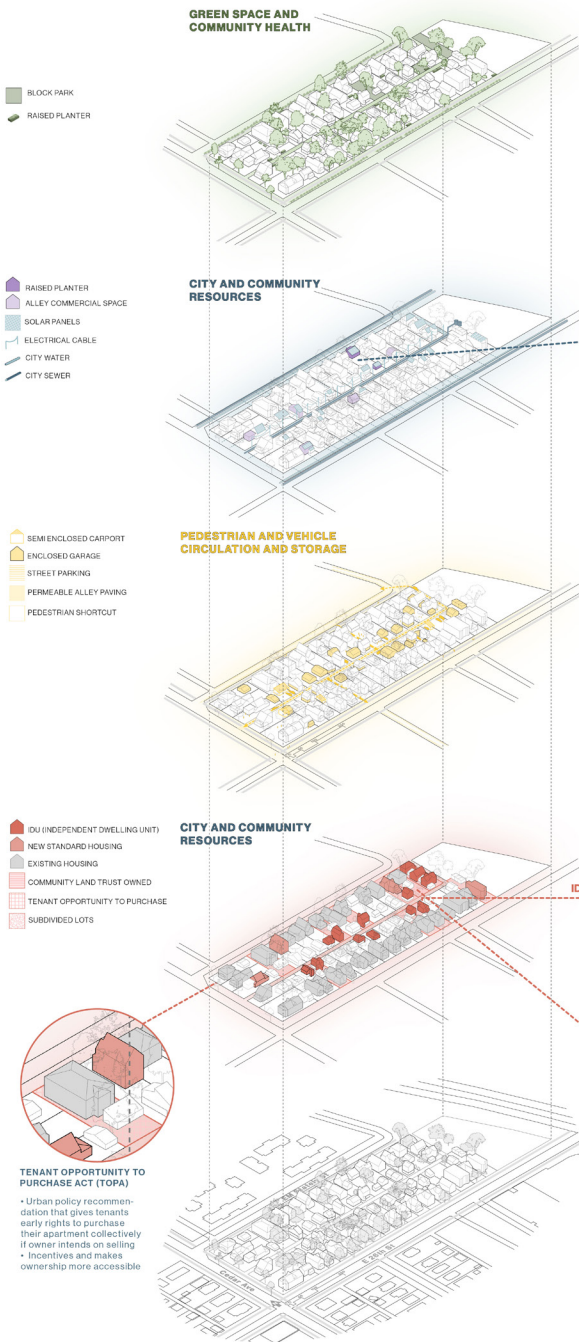 GREEN SPACE AND
COMMUNITY HEALTH
BLOCK PARK
RAISED PLANTER
CITY AND COMMUNITY
RESOURCES
RAISED PLANTER
ALLEY COMMERCIAL SPACE
SOLAR PANELS
ELECTRICAL CABLE
CITY WATER
CITY SEWER
PEDESTRIAN AND VEHICLE
CIRCULATION AND STORAGE
SEMI ENCLOSED CARPORT
ENCLOSED GARAGE
STREET PARKING
PERMEABLE ALLEY PAVING
PEDESTRIAN SHORTCUT
CITY AND COMMUNITY
RESOURCES
IDU (INDEPENDENT DWELLING UNIT)
NEW STANDARD HOUSING
EXISTING HOUSING
COMMUNITY LAND TRUST OWNED
TENANT OPPORTUNITY TO PURCHASE
SUBDIVIDED LOTS
ID
TENANT OPPORTUNITY TO
PURCHASE ACT (TOPA)
• Urban policy recommen-
dation that gives tenants
early rights to purchase
their apartment collectively
if owner intends on selling
• Incentives and makes
ownership more accessible
Cedar Ave
E 26th St